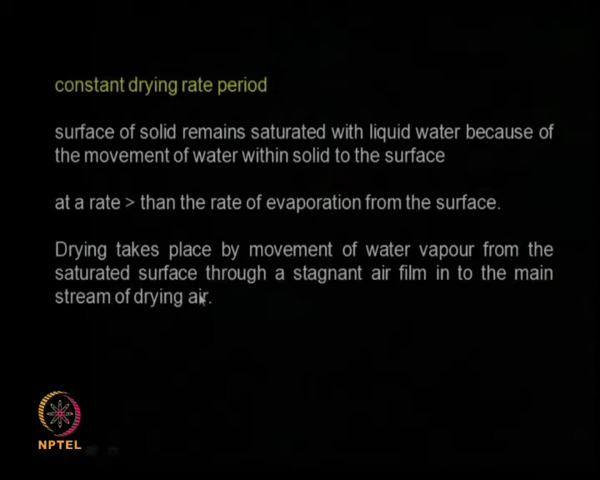 constant drying rate period
surface of solid remains saturated with liquid water because of
the movement of water within solid to the surface
at a rate > than the rate of evaporation from the surface.
Drying takes place by movement of water vapour from the
saturated surface through a stagnant air film in to the main
stream of drying air.
NPTEL